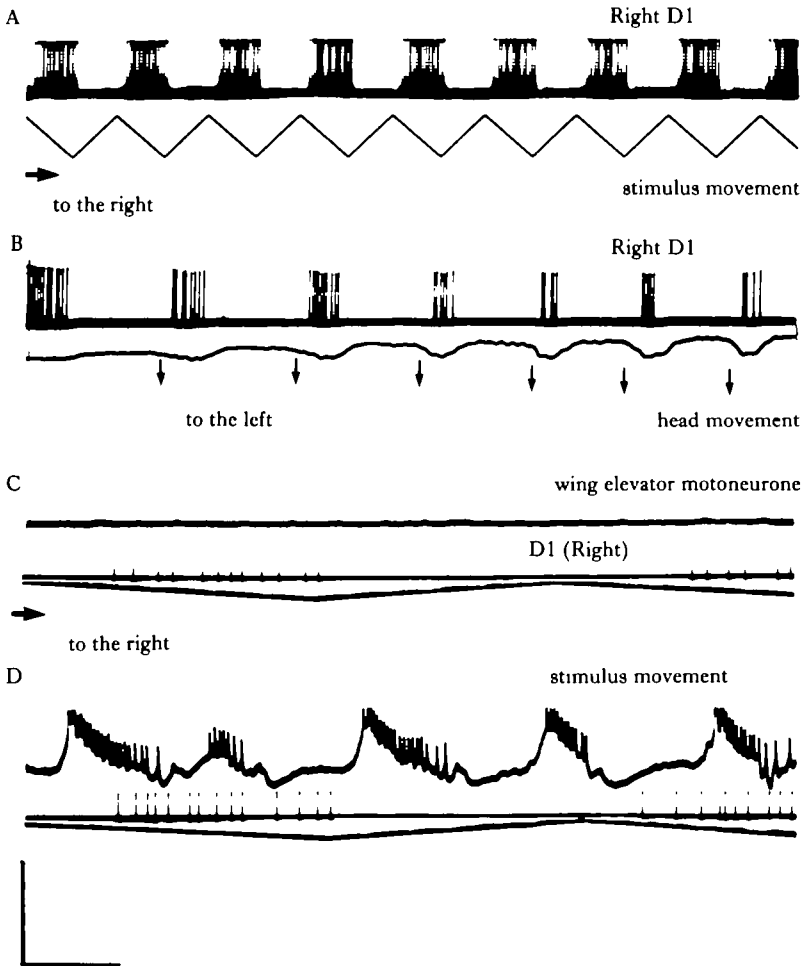 A
Right D1
to the right
stimulus movement
B
Right D1
to the left
head movement
C
wing elevator motoneurone
D1 (Right)
to the right
D
stimulus movement